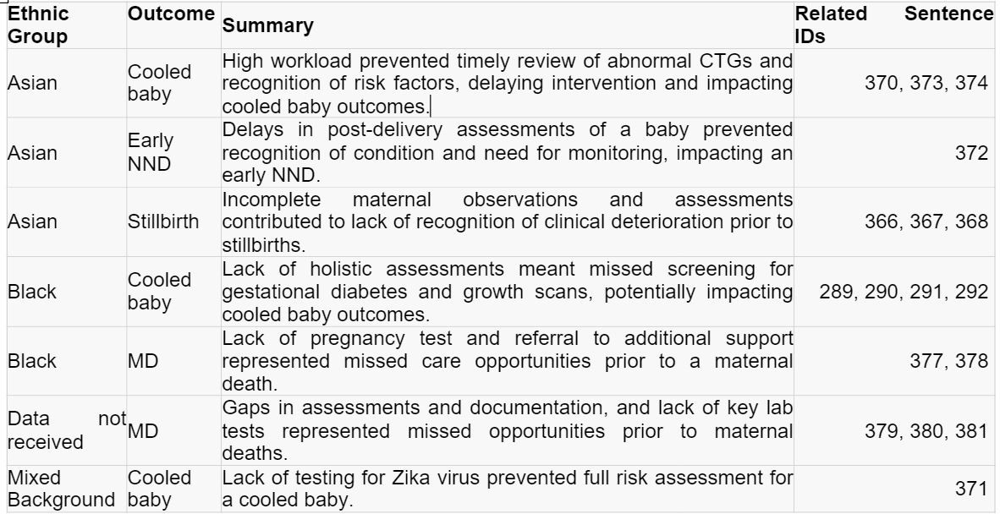 Ethnic Group Outcome Summary Related Sentence IDs
Asian Cooled baby High workload prevented timely review of abnormal CTGs and
recognition of risk factors, delaying intervention and impacting
cooled baby outcomes. 370, 373, 374
Asian Early NND Delays in post-delivery assessments of a baby prevented
recognition of condition and need for monitoring, impacting an
early NND. 372
Asian Stillbirth Incomplete maternal observations and assessments
contributed to lack of recognition of clinical deterioration prior to
stillbirths. 366, 367, 368
Black Cooled baby Lack of holistic assessments meant missed screening for
gestational diabetes and growth scans, potentially impacting
cooled baby outcomes. 289, 290, 291, 292
Black MD Lack of pregnancy test and referral to additional support
represented missed care opportunities prior to a maternal
death. 377, 378
Data not received MD Gaps in assessments and documentation, and lack of key lab
tests represented missed opportunities prior to maternal
deaths. 379, 380, 381
Mixed Background Cooled baby Lack of testing for Zika virus prevented full risk assessment for
a cooled baby. 371